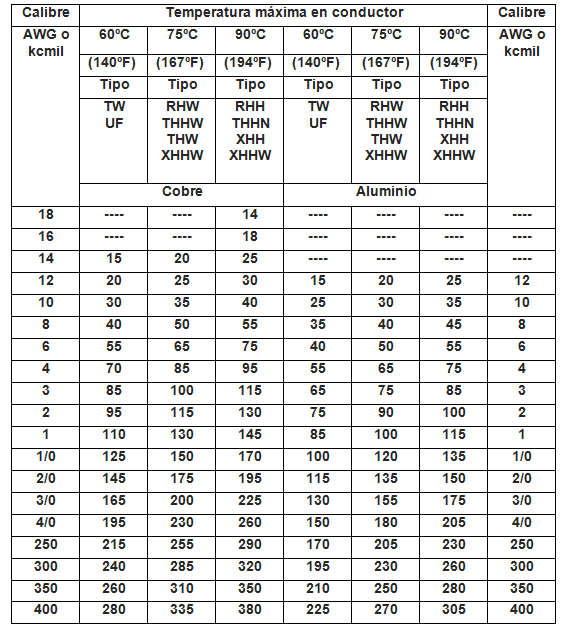 Calibre Temperatura máxima en conductor Calibre
AWG o kcmil 60ºC 75ºC 90ºC 60ºC 75ºC 90ºC AWG o kcmil
(140ºF) (167ºF) (194ºF) (140ºF) (167ºF) (194ºF)
Tipo Tipo Tipo Tipo Tipo Tipo
TW RHW RHH TW RHW RHH
UF THHW THHN UF THHW THHN
THW XHH THW XHH
XHHW XHHW XHHW XHHW
Cobre Aluminio
18 ---- ---- 14 ---- ---- ---- ----
16 ---- ---- 18 ---- ---- ---- ----
14 15 20 25 ---- ---- ---- ----
12 20 25 30 15 20 25 12
10 30 35 40 25 30 35 10
8 40 50 55 35 40 45 8
6 55 65 75 40 50 55 6
4 70 85 95 55 65 75 4
3 85 100 115 65 75 85 3
2 95 115 130 75 90 100 2
1 110 130 145 85 100 115 1
1/0 125 150 170 100 120 135 1/0
2/0 145 175 195 115 135 150 2/0
3/0 165 200 225 130 155 175 3/0
4/0 195 230 260 150 180 205 4/0
250 215 255 290 170 205 230 250
300 240 285 320 195 230 260 300
350 260 310 350 210 250 280 350
400 280 335 380 225 270 305 400